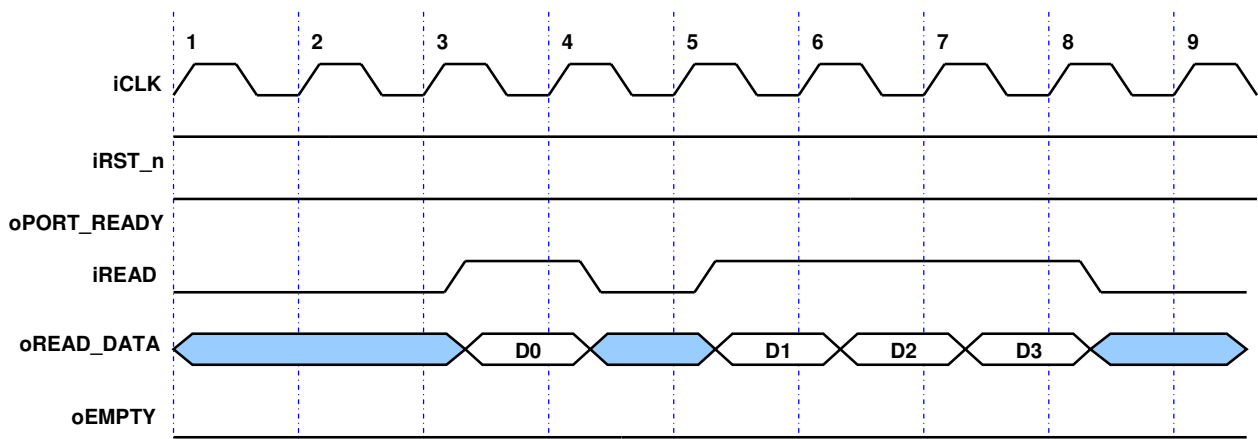 1 2 3 4 5 6 7 8 9
iCLK
iRST_n
oPORT_READY
iREAD
oREAD_DATA D0 D1 D2 D3
oEMPTY